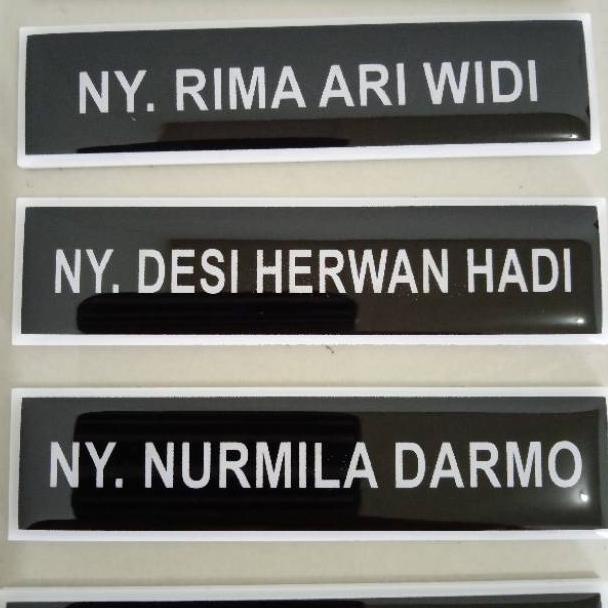 NY. RIMA ARI WIDI
NY. DESI HERWAN HADI
NY. NURMILA DARMO